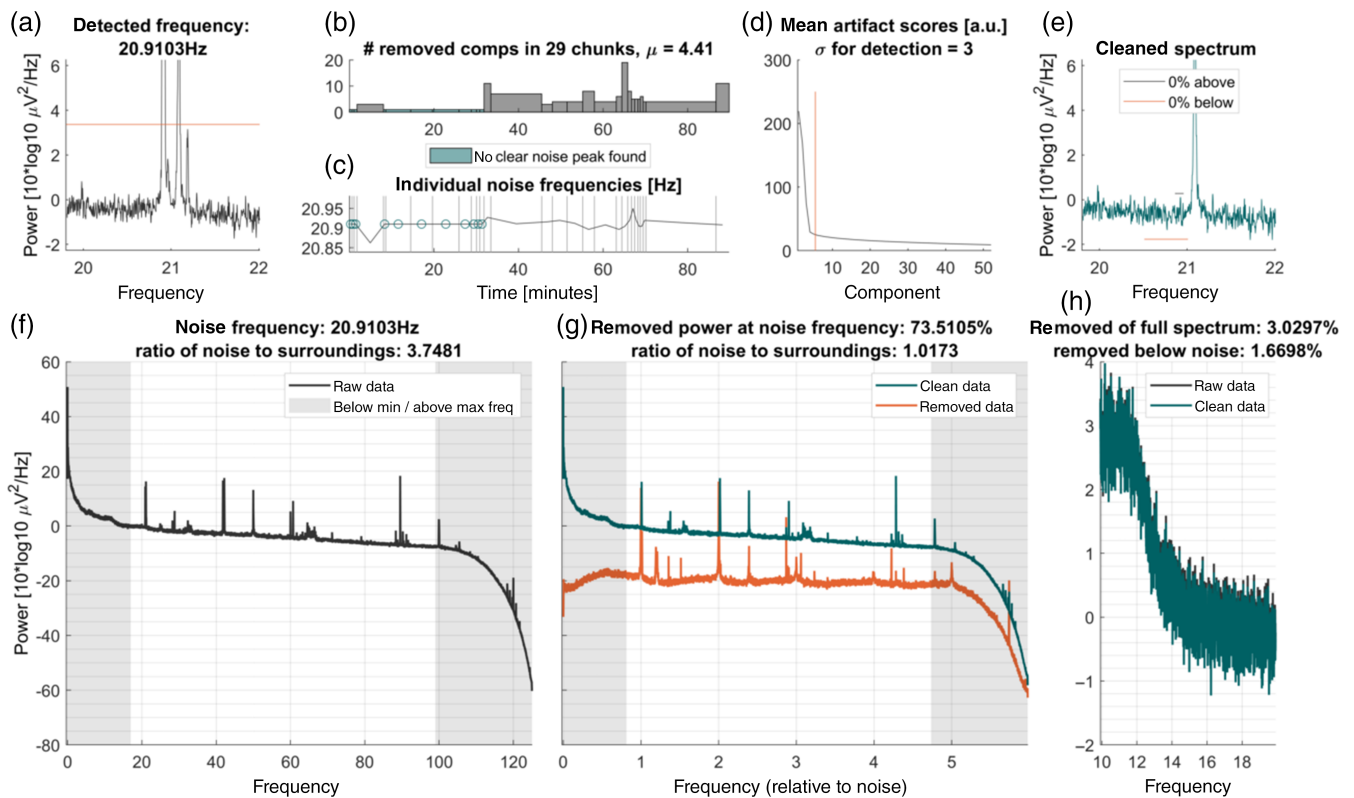 (a)
Detected frequency:
20.9103Hz
6
4
2
0
-2
20
21
22
Power [10*log10 μV²/Hz]
Frequency
(b)
# removed comps in 29 chunks, μ = 4.41
20
10
0
20
40
60
80
No clear noise peak found
(c)
Individual noise frequencies [Hz]
20.95
20.9
20.85
20
40
60
80
Time [minutes]
(d)
Mean artifact scores [a.u.]
σ for detection = 3
300
200
100
0
0
10
20
30
40
50
Component
(e)
Cleaned spectrum
0% above
0% below
6
4
2
0
-2
20
21
22
Power [10*log10 μV²/Hz]
Frequency
(f)
Noise frequency: 20.9103Hz
ratio of noise to surroundings: 3.7481
Raw data
Below min / above max freq
60
40
20
0
-20
-40
-60
-80
0
20
40
60
80
100
120
Power [10*log10 μV²/Hz]
Frequency
(g)
Removed power at noise frequency: 73.5105%
ratio of noise to surroundings: 1.0173
Clean data
Removed data
0
1
2
3
4
5
Frequency (relative to noise)
(h)
Removed of full spectrum: 3.0297%
removed below noise: 1.6698%
Raw data
Clean data
4
3
2
1
0
−1
−2
10
12
14
16
18
Frequency